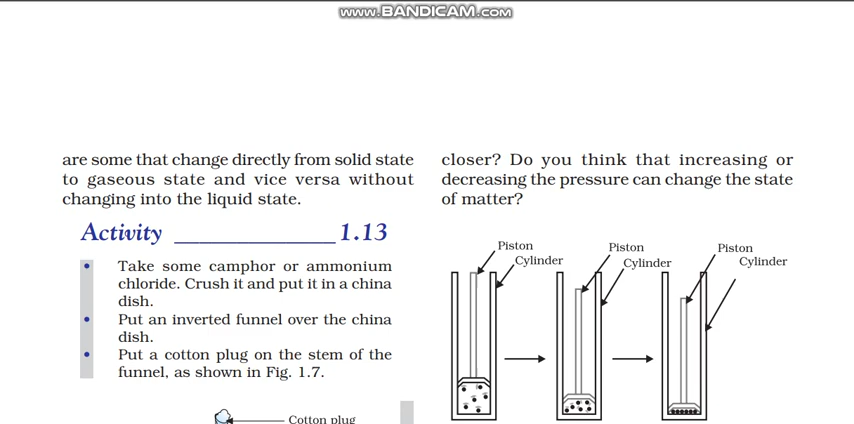 www.BANDICAM.com
are some that change directly from solid state
to gaseous state and vice versa without
changing into the liquid state.
Activity ______________ 1.13
• Take some camphor or ammonium
chloride. Crush it and put it in a china
dish.
• Put an inverted funnel over the china
dish.
• Put a cotton plug on the stem of the
funnel, as shown in Fig. 1.7.
Cotton plug
closer? Do you think that increasing or
decreasing the pressure can change the state
of matter?
Piston
Cylinder
Piston
Cylinder
Piston
Cylinder